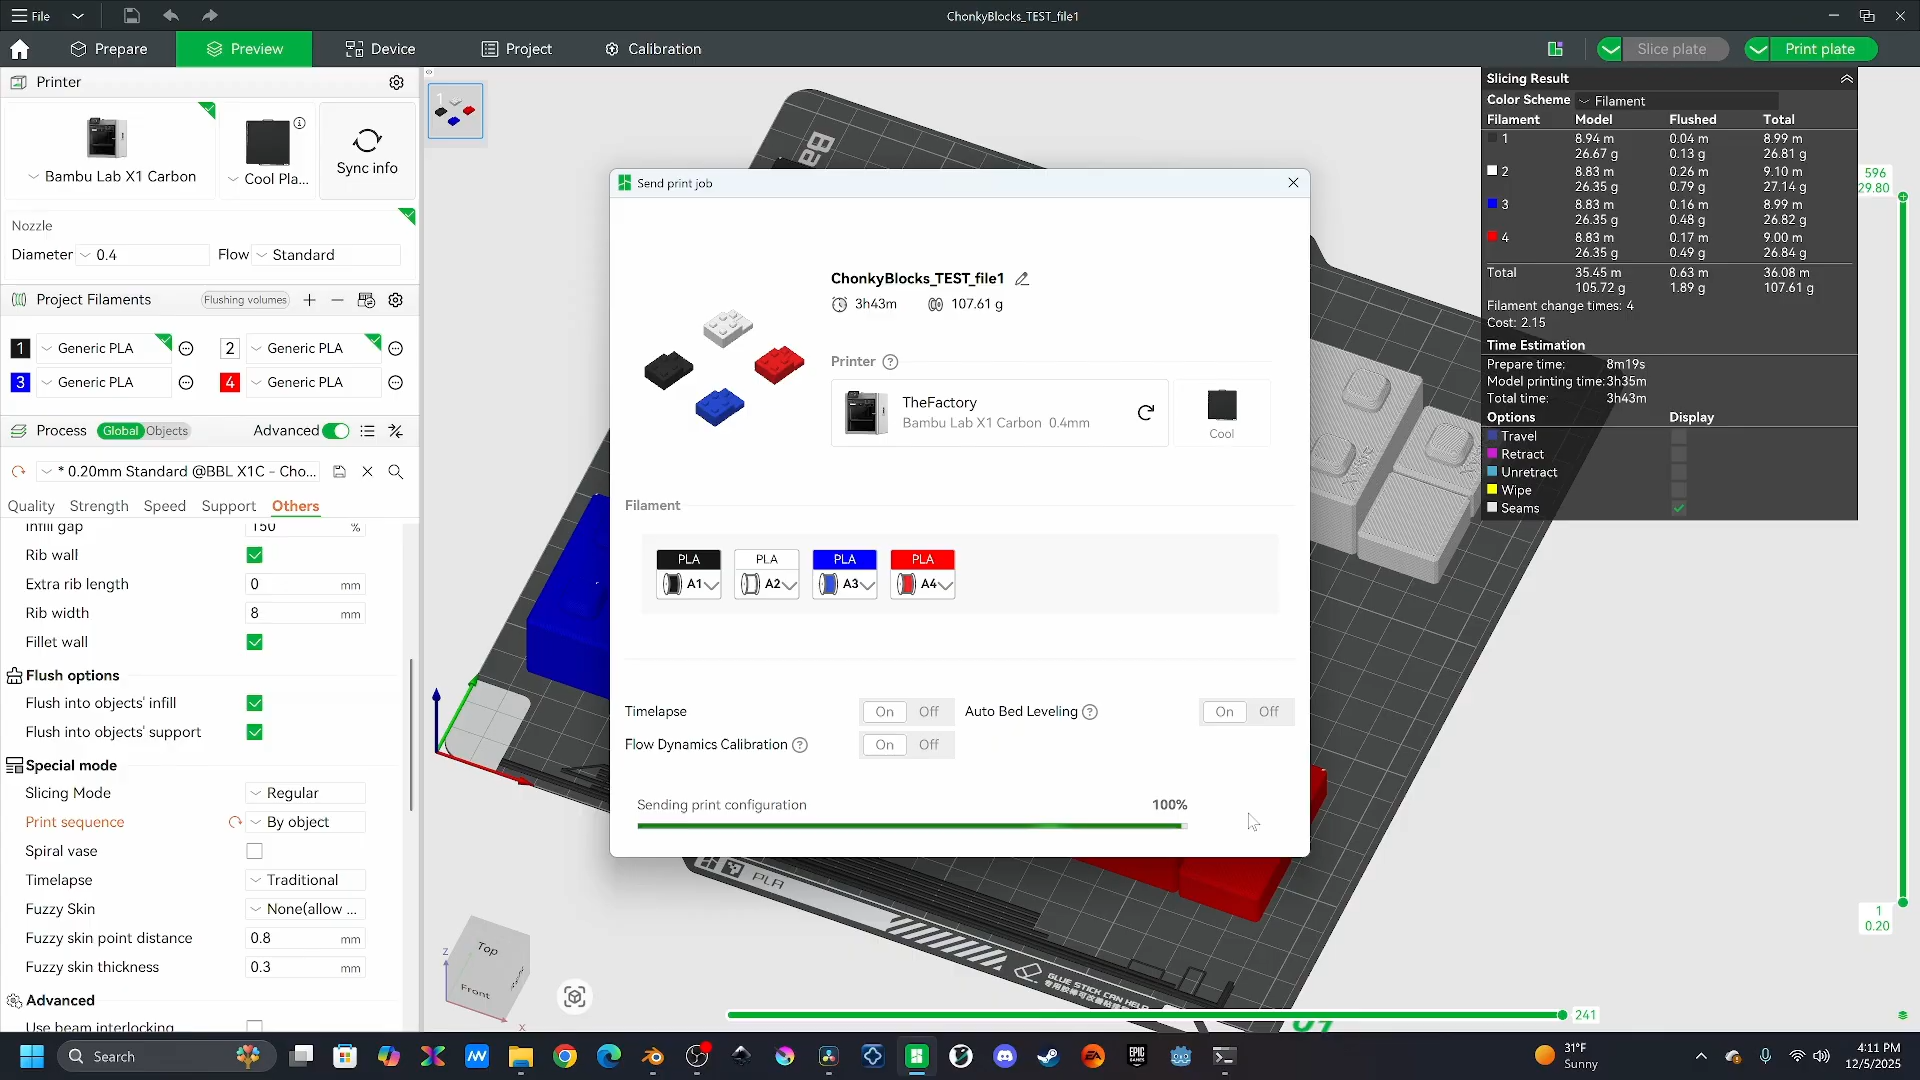 File
ChonkyBlocks_TEST_file1
Prepare
Preview
Device
Project
Calibration
Slice plate
Print plate
Printer
Bambu Lab X1 Carbon
Cool Pla...
Sync info
Nozzle
Diameter 0.4 Flow Standard
Project Filaments Flushing volumes
1 Generic PLA 2 Generic PLA
3 Generic PLA 4 Generic PLA
Process Global Objects Advanced
* 0.20mm Standard @BBL X1C - Cho...
Quality Strength Speed Support Others
Infill gap 150 %
Rib wall
Extra rib length 0 mm
Rib width 8 mm
Fillet wall
Flush options
Flush into objects' infill
Flush into objects' support
Special mode
Slicing Mode Regular
Print sequence By object
Spiral vase
Timelapse Traditional
Fuzzy Skin None(allow ...
Fuzzy skin point distance 0.8 mm
Fuzzy skin thickness 0.3 mm
Advanced
Use beam interlocking
1
Ba
Send print job
ChonkyBlocks_TEST_file1
3h43m 107.61 g
Printer
TheFactory
Bambu Lab X1 Carbon 0.4mm
Cool
Filament
PLA PLA PLA PLA
A1 A2 A3 A4
Timelapse On Off Auto Bed Leveling On Off
Flow Dynamics Calibration On Off
Sending print configuration 100%
PLA
GLUE STICK CAN HELP
01
Top
Front
z
x
241
Slicing Result
Color Scheme Filament
Filament Model Flushed Total
1 8.94 m 0.04 m 8.99 m
26.67 g 0.13 g 26.81 g
2 8.83 m 0.26 m 9.10 m
26.35 g 0.79 g 27.14 g
3 8.83 m 0.16 m 8.99 m
26.35 g 0.48 g 26.82 g
4 8.83 m 0.17 m 9.00 m
26.35 g 0.49 g 26.84 g
Total 35.45 m 0.63 m 36.08 m
105.72 g 1.89 g 107.61 g
Filament change times: 4
Cost: 2.15
Time Estimation
Prepare time: 8m19s
Model printing time: 3h35m
Total time: 3h43m
Options Display
Travel
Retract
Unretract
Wipe
Seams
596
29.80
1
0.20
Search
EA
EPIC GAMES
31°F
Sunny
4:11 PM
12/5/2025